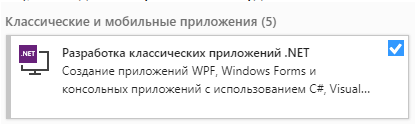 Классические и мобильные приложения (5)
.NET
Разработка классических приложений .NET
Создание приложений WPF, Windows Forms и
консольных приложений с использованием C#, Visual...